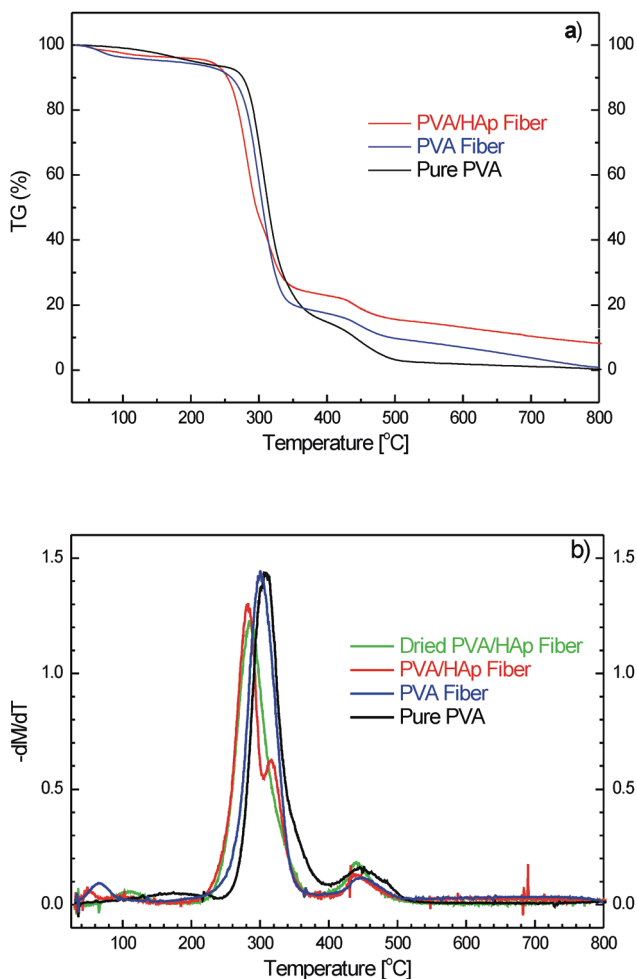 a)
100
80
60
40
20
0
TG (%)
100
80
60
40
20
0
PVA/HAp Fiber
PVA Fiber
Pure PVA
100 200 300 400 500 600 700 800
Temperature [°C]
b)
1.5
1.0
0.5
0.0
-dM/dT
1.5
1.0
0.5
0.0
Dried PVA/HAp Fiber
PVA/HAp Fiber
PVA Fiber
Pure PVA
100 200 300 400 500 600 700 800
Temperature [°C]